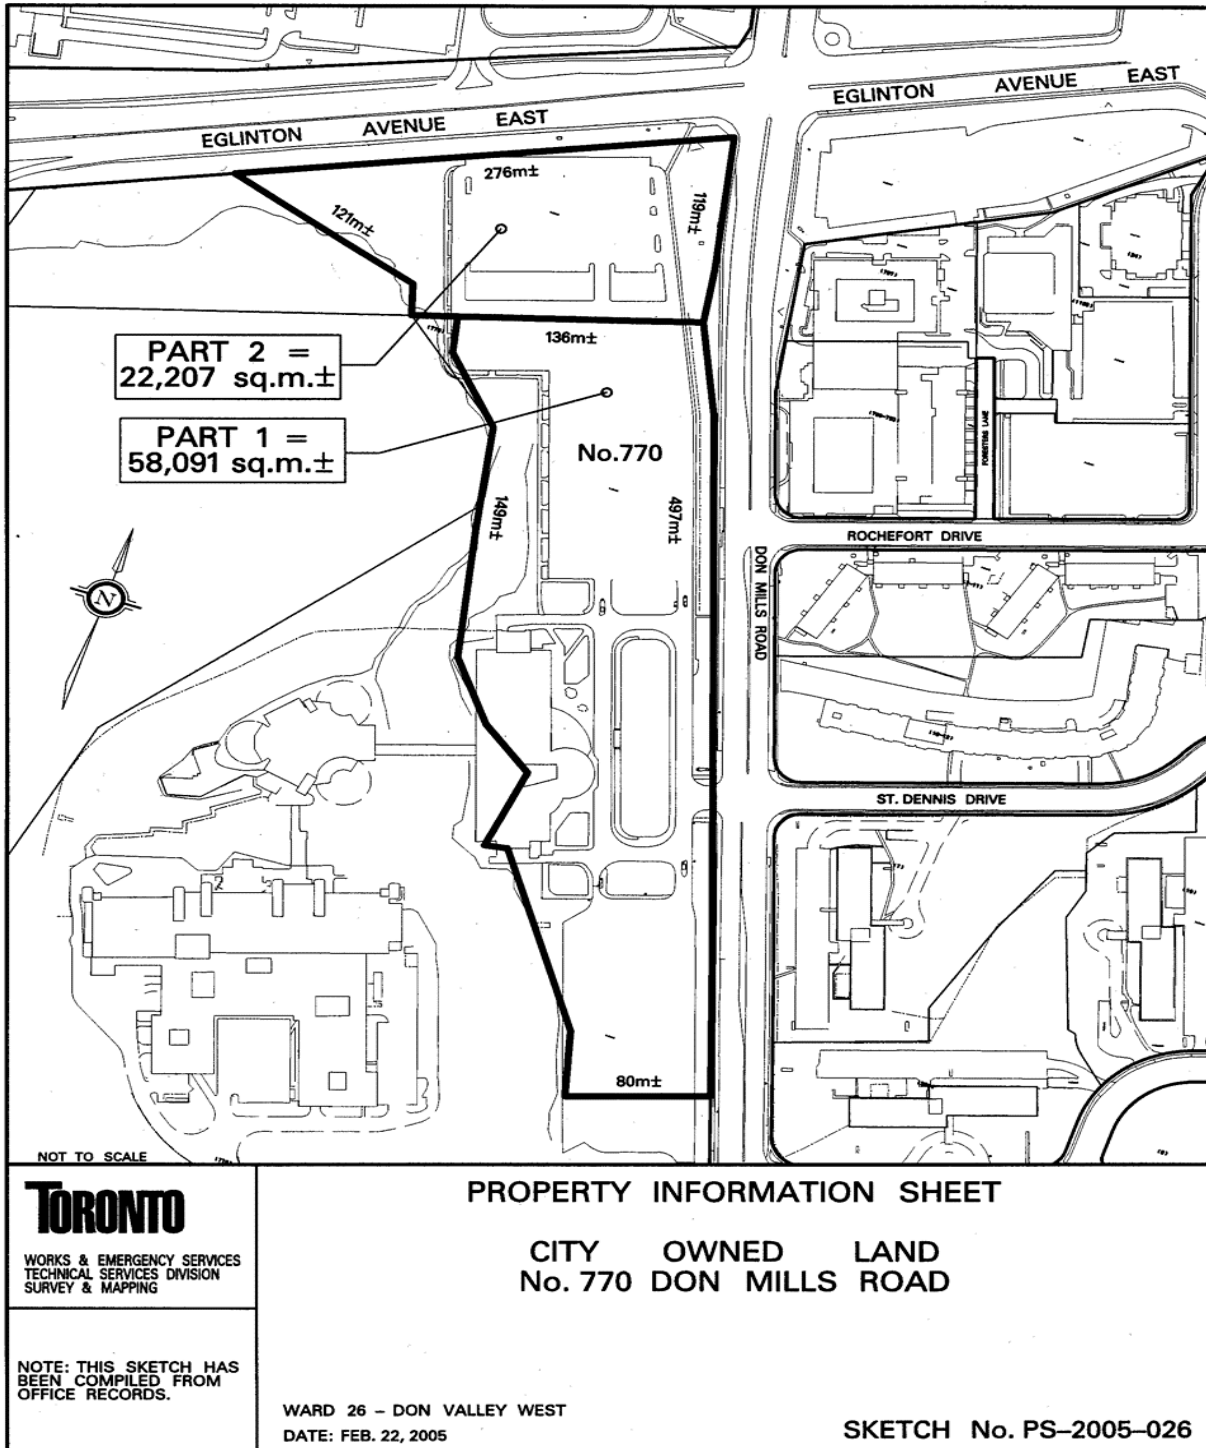 EGLINTON AVENUE EAST
EGLINTON AVENUE EAST
276m±
121m±
119m±
136m±
PART 2 =
22,207 sq.m.±
PART 1 =
58,091 sq.m.±
No.770
149m±
497m±
FORESTERS LANE
ROCHEFORT DRIVE
DON MILLS ROAD
N
ST. DENNIS DRIVE
80m±
NOT TO SCALE
TORONTO
WORKS & EMERGENCY SERVICES
TECHNICAL SERVICES DIVISION
SURVEY & MAPPING
NOTE: THIS SKETCH HAS
BEEN COMPILED FROM
OFFICE RECORDS.
PROPERTY INFORMATION SHEET
CITY OWNED LAND
No. 770 DON MILLS ROAD
WARD 26 – DON VALLEY WEST
DATE: FEB. 22, 2005
SKETCH No. PS–2005–026